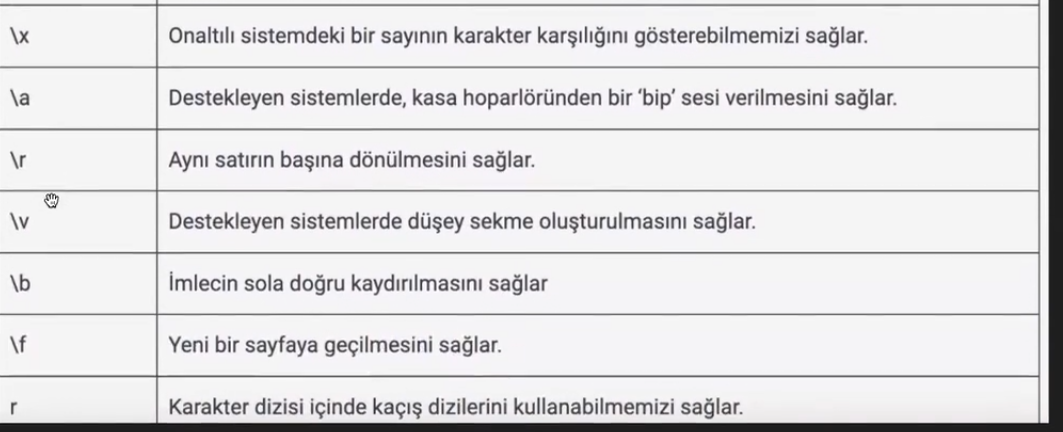 \x Onaltılı sistemdeki bir sayının karakter karşılığını gösterebilmemizi sağlar.
\a Destekleyen sistemlerde, kasa hoparlöründen bir ‘bip’ sesi verilmesini sağlar.
\r Aynı satırın başına dönülmesini sağlar.
\v Destekleyen sistemlerde düşey sekme oluşturulmasını sağlar.
\b İmlecin sola doğru kaydırılmasını sağlar
\f Yeni bir sayfaya geçilmesini sağlar.
r Karakter dizisi içinde kaçış dizilerini kullanabilmemizi sağlar.